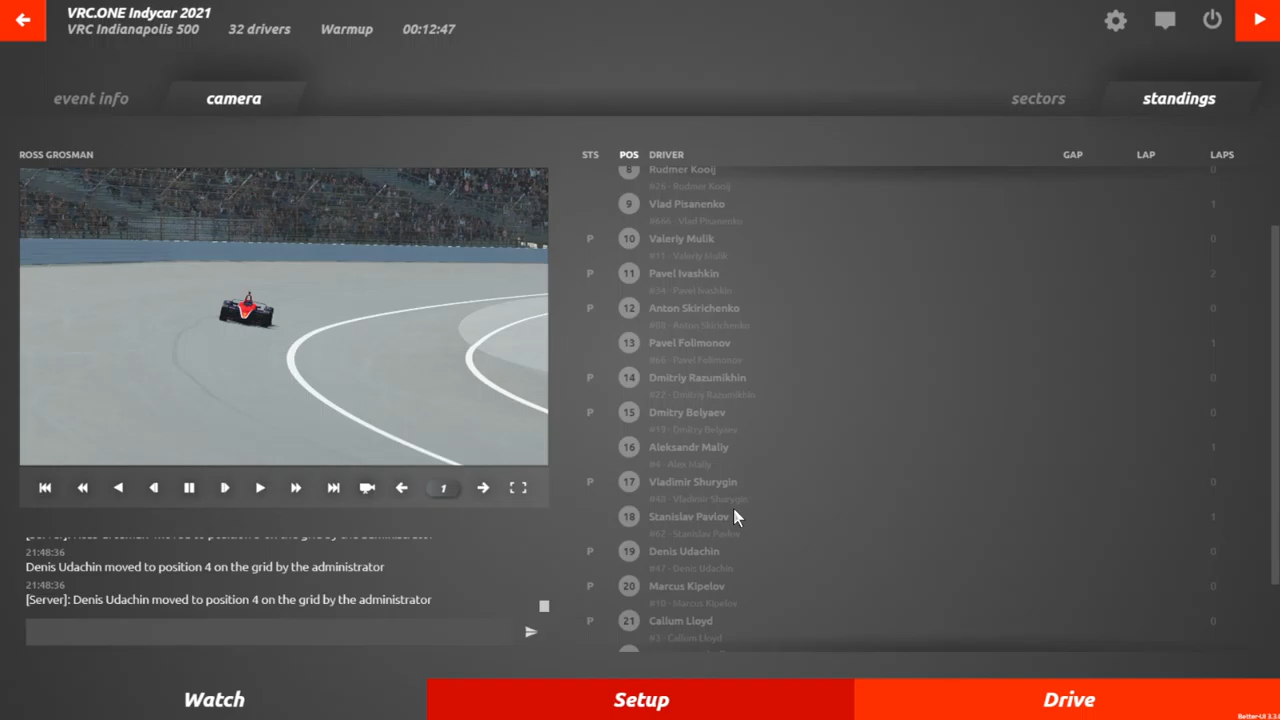 VRC.ONE Indycar 2021
VRC Indianapolis 500 32 drivers Warmup 00:12:47
event info camera sectors standings
ROSS GROSMAN
STS POS DRIVER GAP LAP LAPS
8 Rudmer Kooij 0
#26 - Rudmer Kooij
9 Vlad Pisanenko 1
#666 - Vlad Pisanenko
P 10 Valeriy Mulik 0
#11 - Valeriy Mulik
P 11 Pavel Ivashkin 2
#34 - Pavel Ivashkin
P 12 Anton Skirichenko 0
#88 - Anton Skirichenko
13 Pavel Folimonov 1
#66 - Pavel Folimonov
P 14 Dmitriy Razumikhin 0
#22 - Dmitriy Razumikhin
P 15 Dmitry Belyaev 0
#19 - Dmitry Belyaev
16 Aleksandr Maliy 1
#4 - Alex Maliy
P 17 Vladimir Shurygin 0
#48 - Vladimir Shurygin
18 Stanislav Pavlov 1
#62 - Stanislav Pavlov
P 19 Denis Udachin 0
#47 - Denis Udachin
P 20 Marcus Kipelov 0
#10 - Marcus Kipelov
P 21 Callum Lloyd 0
#3 - Callum Lloyd
1
21:48:36
Denis Udachin moved to position 4 on the grid by the administrator
21:48:36
[Server]: Denis Udachin moved to position 4 on the grid by the administrator
Watch Setup Drive